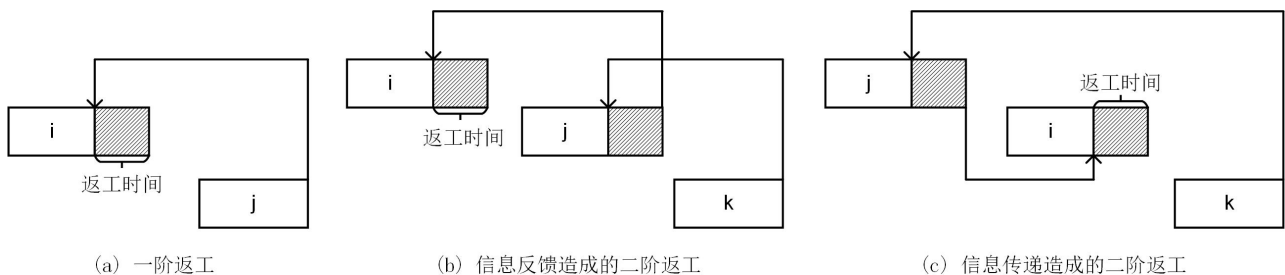 i
返工时间
j
(a) 一阶返工
i
返工时间
j
k
(b) 信息反馈造成的二阶返工
j
返工时间
i
k
(c) 信息传递造成的二阶返工